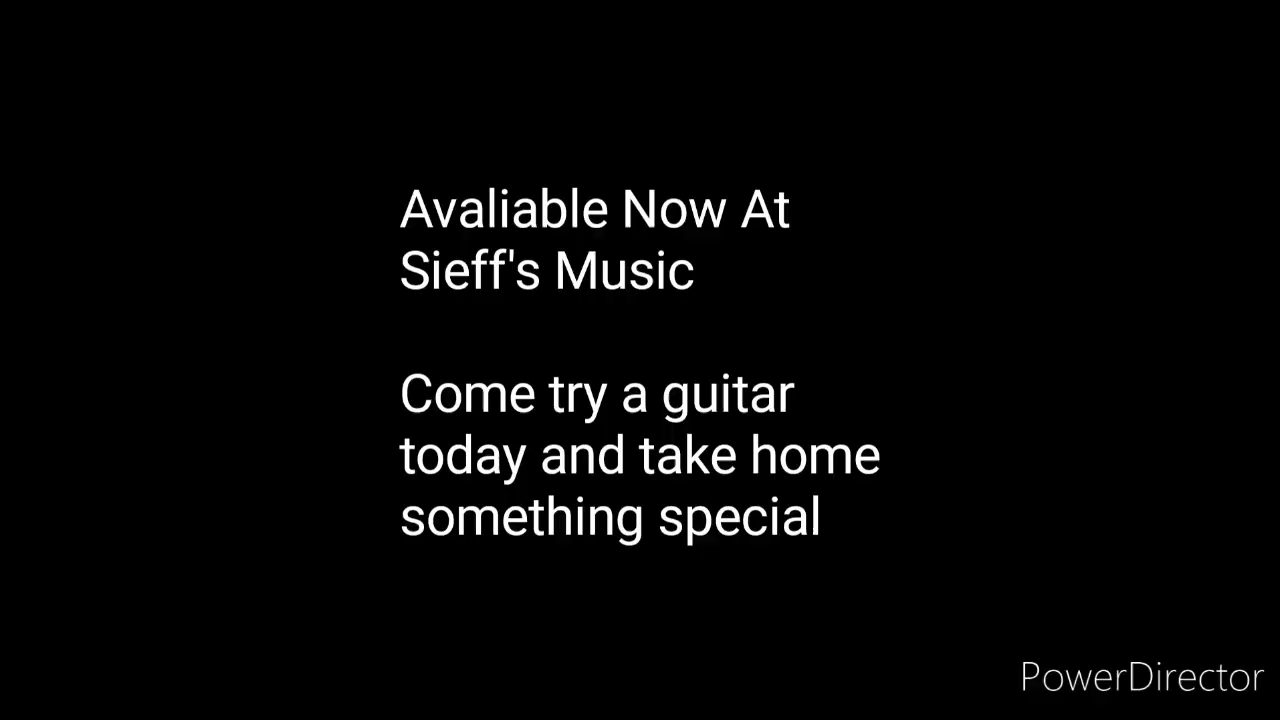 Avaliable Now At
Sieff's Music
Come try a guitar
today and take home
something special
PowerDirector